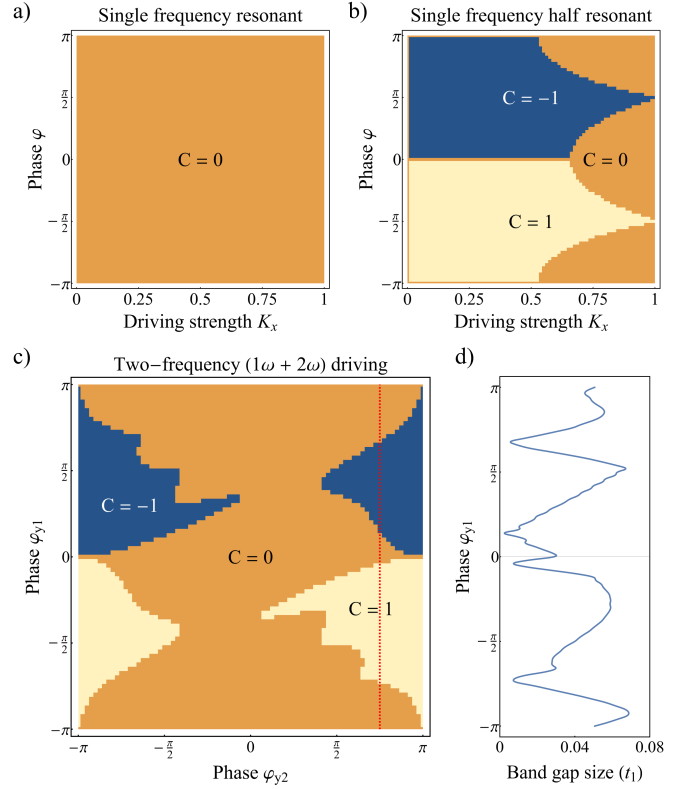 a)
Single frequency resonant
π
π/2
0
−π/2
−π
Phase φ
C = 0
0
0.25
0.5
0.75
1
Driving strength Kx
b)
Single frequency half resonant
π
π/2
0
−π/2
−π
Phase φ
C = −1
C = 0
C = 1
0
0.25
0.5
0.75
1
Driving strength Kx
c)
Two−frequency (1ω + 2ω) driving
π
π/2
0
−π/2
−π
Phase φy1
C = −1
C = 0
C = 1
−π
−π/2
0
π/2
π
Phase φy2
d)
π
π/2
0
−π/2
−π
Phase φy1
0
0.04
0.08
Band gap size (t1)